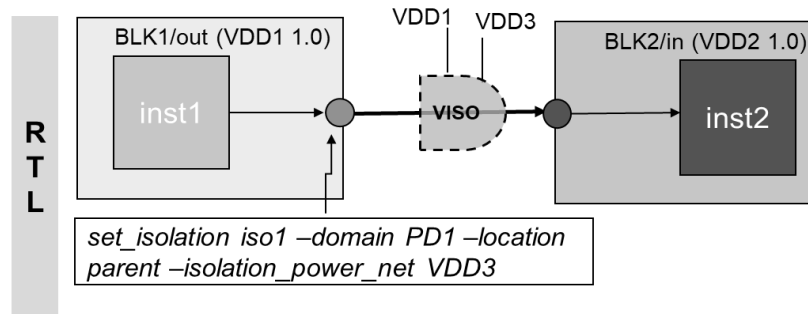 VDD1
VDD3
BLK1/out (VDD1 1.0)
BLK2/in (VDD2 1.0)
inst1
VISO
inst2
R
T
L
set_isolation iso1 –domain PD1 –location
parent –isolation_power_net VDD3